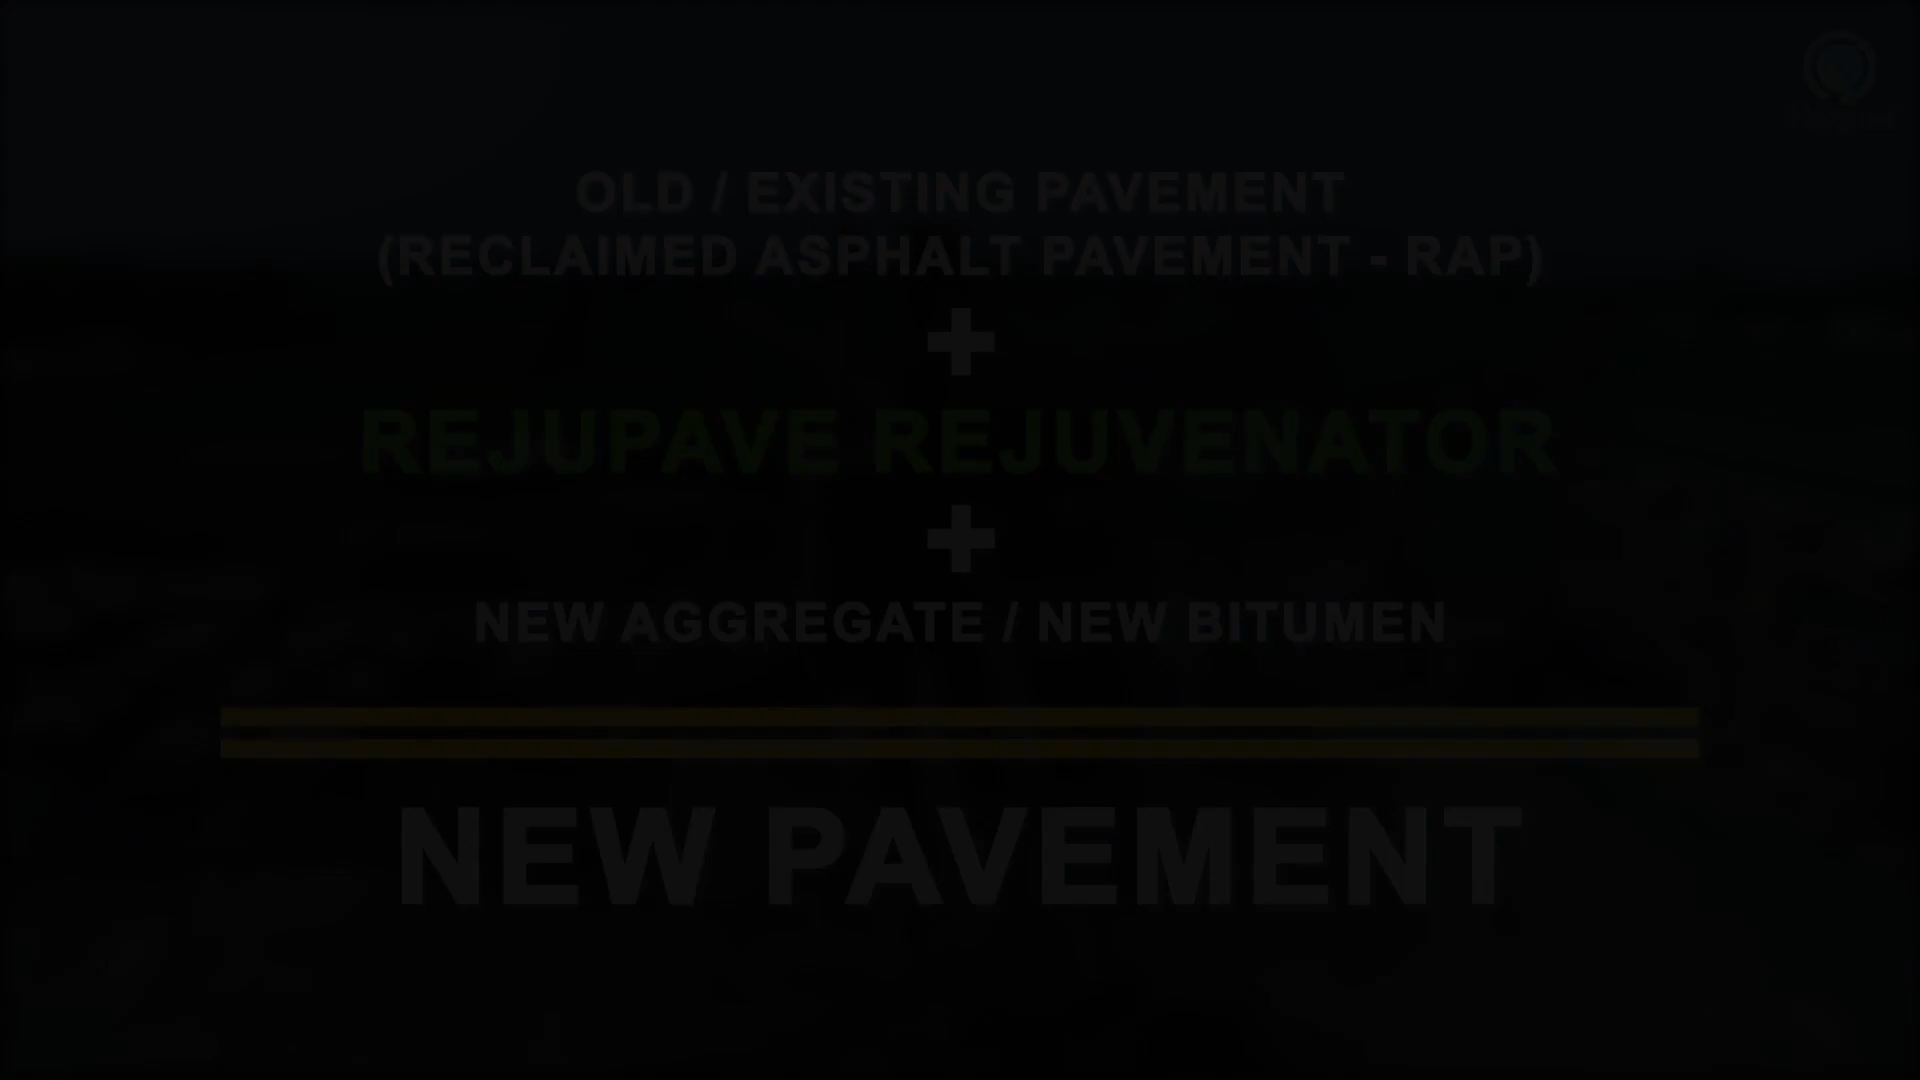 OLD / EXISTING PAVEMENT
(RECLAIMED ASPHALT PAVEMENT - RAP)
+
REJUPAVE REJUVENATOR
+
NEW AGGREGATE / NEW BITUMEN
NEW PAVEMENT